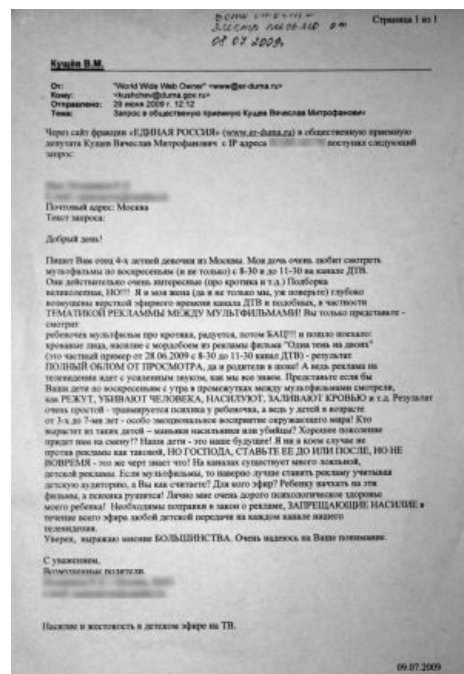 Страница 1 из 1
письмо от
08 07 2009,
Кущёв В.М.
От: "World Wide Web Owner" <www@er-duma.ru>
Кому: <kushchev@duma.gov.ru>
Отправлено: 29 июня 2009 г. 12:12
Тема: Запрос в общественую приемную Кущев Вячеслав Митрофанович
Через сайт фракции «ЕДИНАЯ РОССИЯ» (www.er-duma.ru) в общественную приемную
депутата Кущев Вячеслав Митрофанович с IP адреса поступил следующий
запрос:
Почтовый адрес: Москва
Текст запроса:
Добрый день!
Пишет Вам отец 4-х летней девочки из Москвы. Моя дочь очень любит смотреть
мультфильмы по воскресеньям (и не только) с 8-30 и до 11-30 на канале ДТВ.
Они действительно очень интересные (про кротика и т.д.) Подборка
великолепная, НО!!! Я и моя жена (да и не только мы, уж поверьте) глубоко
возмущены версткой эфирного времени канала ДТВ и подобных, в частности
ТЕМАТИКОЙ РЕКЛАММЫ МЕЖДУ МУЛЬТФИЛЬМАМИ! Вы только представьте -
смотрит
ребеночек мультфильм про кротика, радуется, потом БАЦ!!! и пошло поехало:
кровавые лица, насилие с мордобоем из рекламы фильма "Одна тень на двоих"
(это частный пример от 28.06.2009 с 8-30 до 11-30 канал ДТВ) - результат
ПОЛНЫЙ ОБЛОМ ОТ ПРОСМОТРА, да и родители в шоке! А ведь реклама на
телевидения идет с усиленным звуком, как мы все знаем. Представьте если бы
Ваши дети по воскресеньям с утра в промежутках между мультфильмами смотрели,
как РЕЖУТ, УБИВАЮТ ЧЕЛОВЕКА, НАСИЛУЮТ, ЗАЛИВАЮТ КРОВЬЮ и т.д. Результат
очень простой - травмируется психика у ребеночка, а ведь у детей в возрасте
от 3-х до 7-ми лет - особо эмоциональное восприятие окружающего мира! Кто
вырастет из таких детей – маньяки насильники или убийцы? Хорошее поколение
придет нам на смену!? Наши дети - это наше будущее! Я ни в коем случае не
против рекламы как таковой, НО ГОСПОДА, СТАВЬТЕ ЕЕ ДО ИЛИ ПОСЛЕ, НО НЕ
ВОВРЕМЯ - это же черт знает что! На каналах существует много лояльной,
детской рекламы. Если мультфильмы, то наверно лучше ставить рекламу учитывая
детскую аудиторию, а Вы как считаете? Для кого эфир? Ребенку начхать на эти
фильмы, а психика рушится! Лично мне очень дорого психологическое здоровье
моего ребенка! Необходимы поправки в закон о рекламе, ЗАПРЕЩАЮЩИЕ НАСИЛИЕ в
течение всего эфира любой детской передачи на каждом канале нашего
телевидения.
Уверен, выражаю мнение БОЛЬШИНСТВА. Очень надеюсь на Ваше понимание.
С уважением,
Возмущенные родители.
Насилие и жестокость в детском эфире на ТВ.
09.07.2009